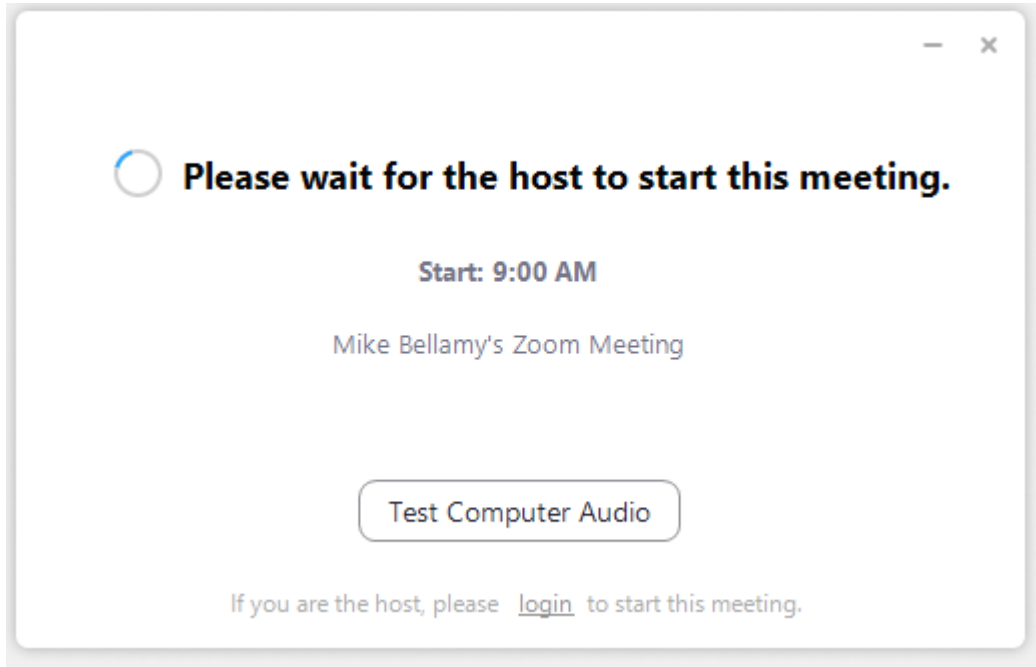 Please wait for the host to start this meeting.
Start: 9:00 AM
Mike Bellamy's Zoom Meeting
Test Computer Audio
If you are the host, please login to start this meeting.